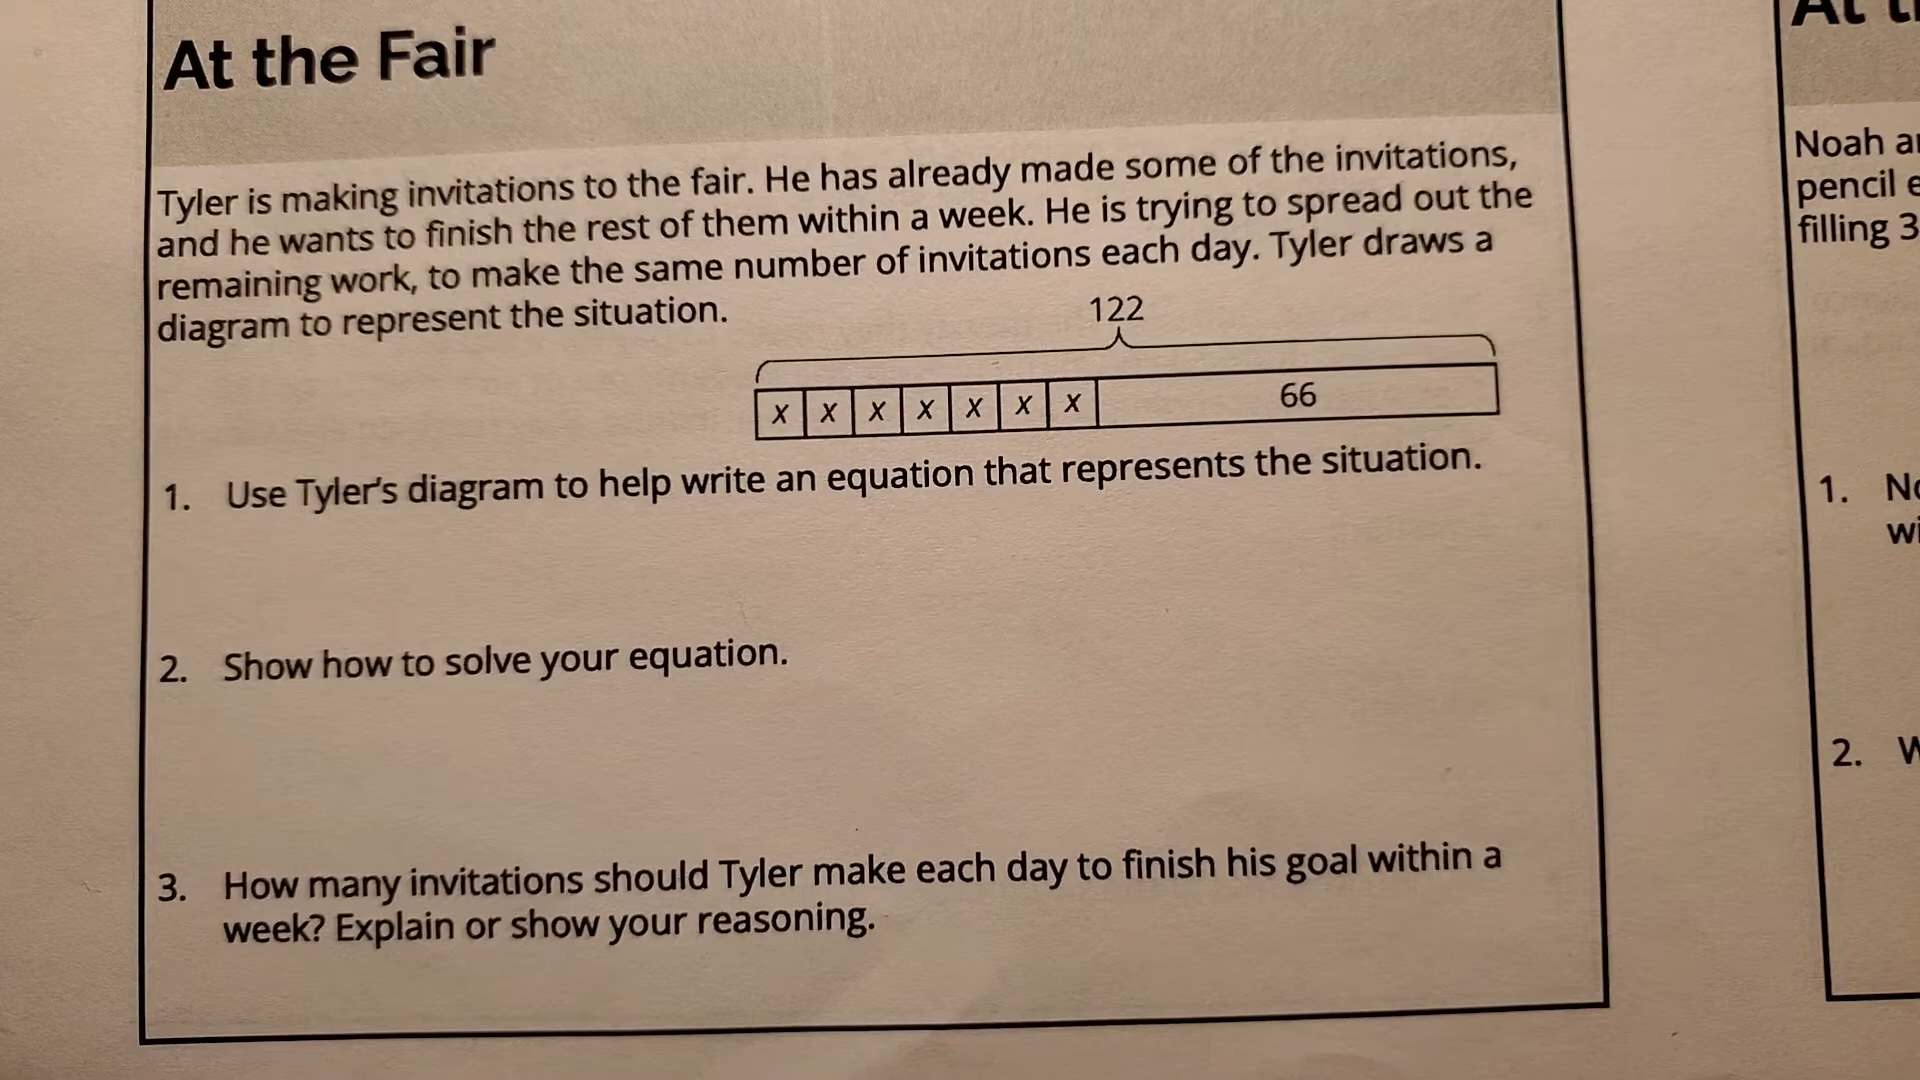 At the Fair
Tyler is making invitations to the fair. He has already made some of the invitations,
and he wants to finish the rest of them within a week. He is trying to spread out the
remaining work, to make the same number of invitations each day. Tyler draws a
diagram to represent the situation.
122
x x x x x x x 66
1. Use Tyler's diagram to help write an equation that represents the situation.
2. Show how to solve your equation.
3. How many invitations should Tyler make each day to finish his goal within a
week? Explain or show your reasoning.
At
Noah
pencil
filling 3
1.
2.